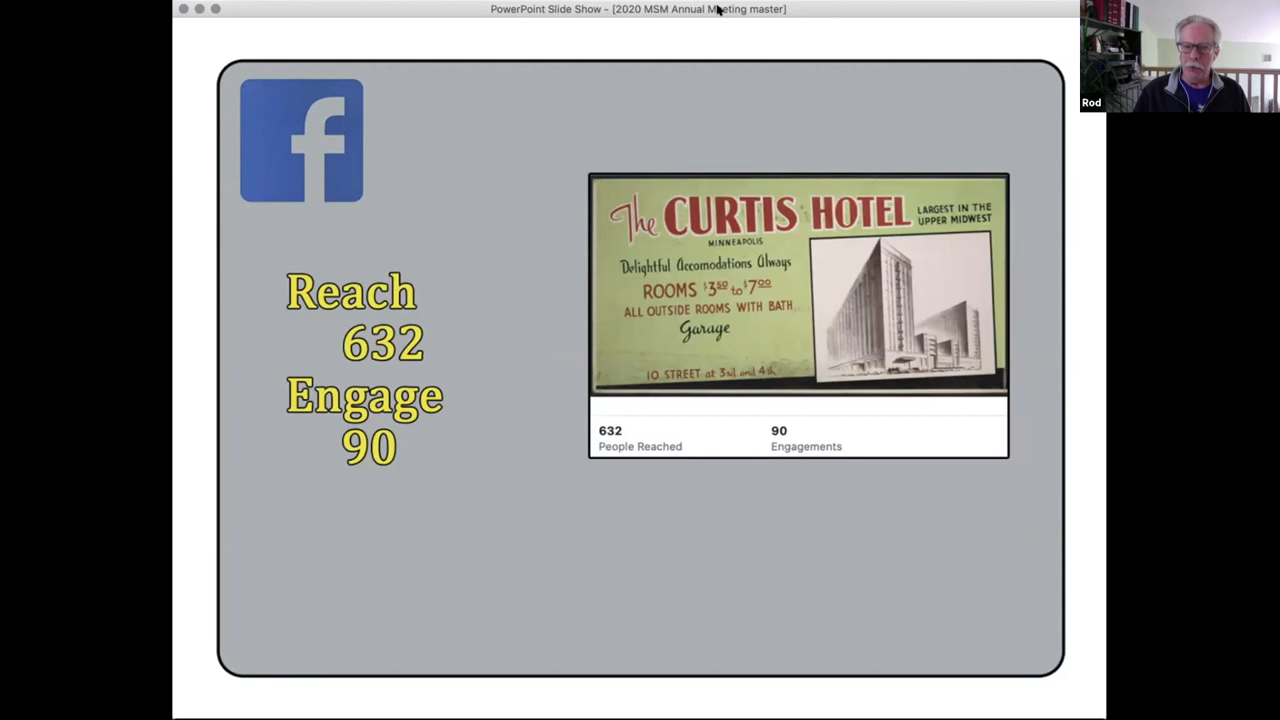 PowerPoint Slide Show - [2020 MSM Annual Meeting master]
Rod
f
Reach
632
Engage
90
The CURTIS HOTEL
LARGEST IN THE
UPPER MIDWEST
MINNEAPOLIS
Delightful Accomodations Always
ROOMS $3.50 to $7.00
ALL OUTSIDE ROOMS WITH BATH
Garage
10 STREET at 3rd and 4th
632
People Reached
90
Engagements